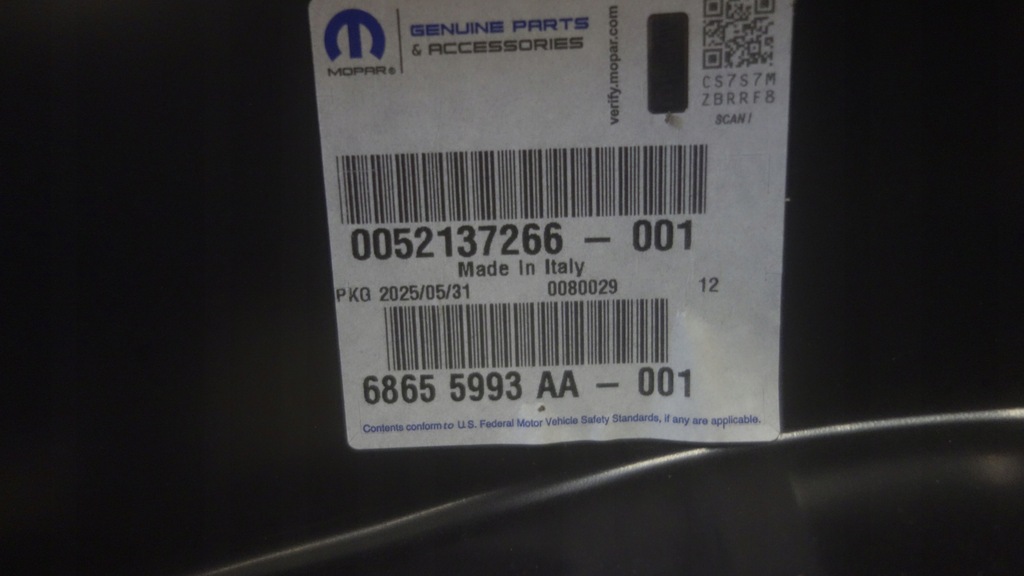 GENUINE PARTS
& ACCESSORIES
MOPAR®
verify.mopar.com
CS7S7M
ZBRRF8
SCAN!
0052137266 - 001
Made in Italy
PKG 2025/05/31 0080029 12
6865 5993 AA - 001
Contents conform to U.S. Federal Motor Vehicle Safety Standards, if any are applicable.